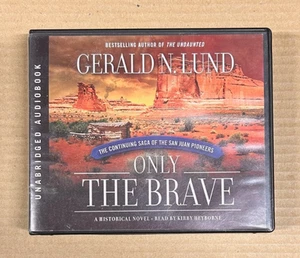 BESTSELLING AUTHOR OF THE UNDAUNTED
GERALD N. LUND
THE CONTINUING SAGA OF THE SAN JUAN PIONEERS
ONLY
THE BRAVE
A HISTORICAL NOVEL • READ BY KIRBY HEYBORNE
UNABRIDGED AUDIOBOOK